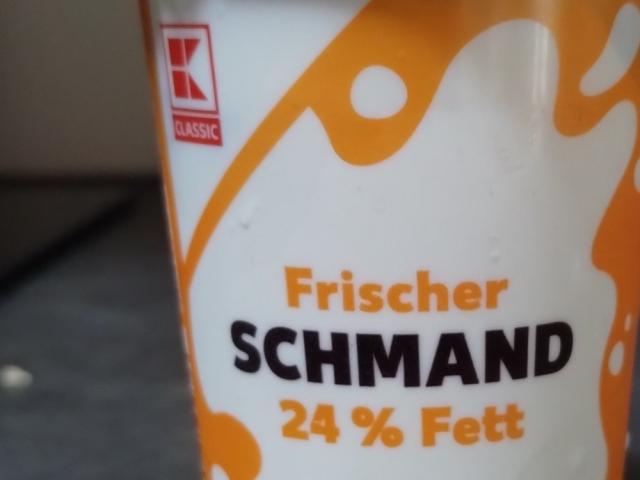 K
CLASSIC
Frischer
SCHMAND
24 % Fett